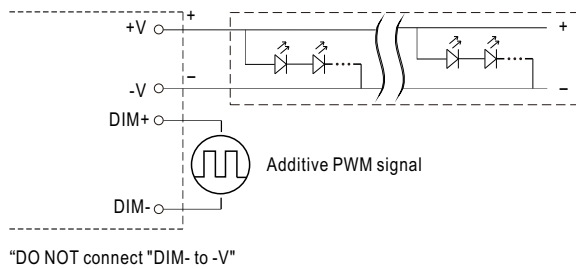 +
+V
+
−
-V
−
DIM+
Additive PWM signal
DIM-
“DO NOT connect "DIM- to -V"